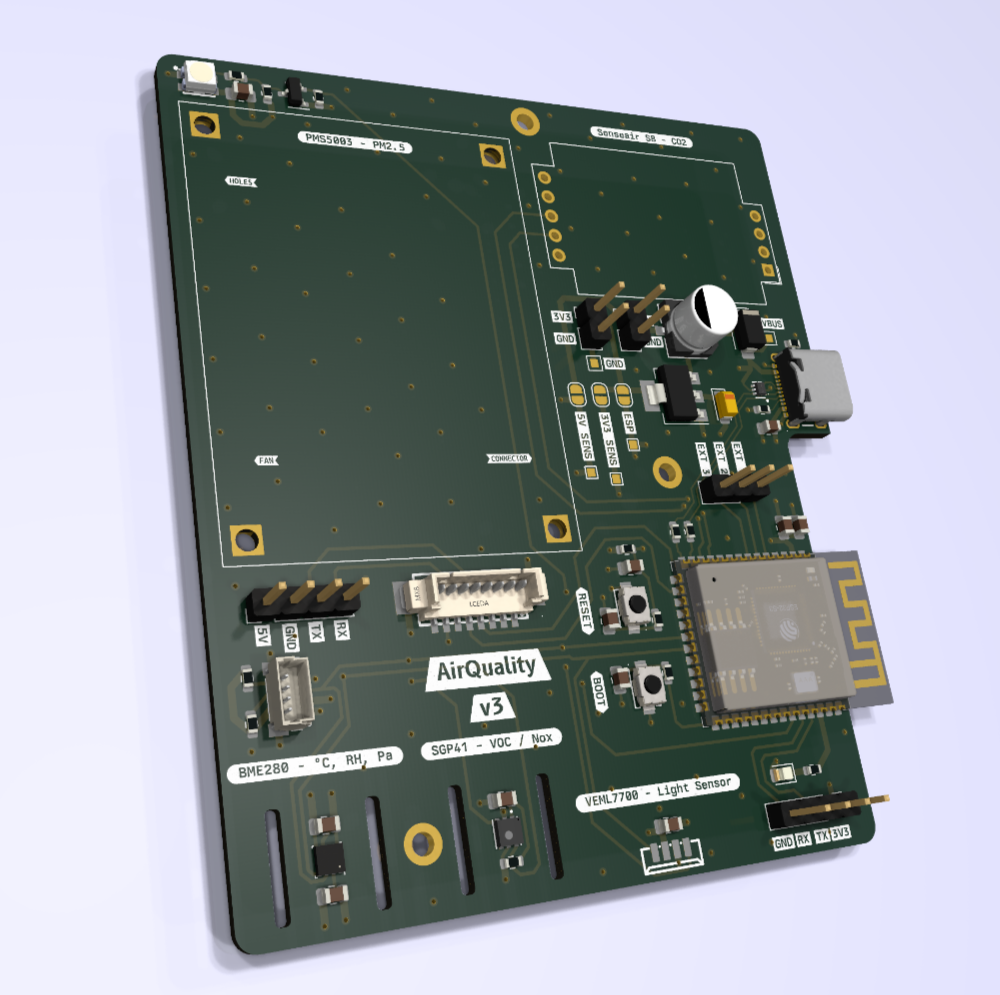 PMS5003 - PM2.5
Senseair S8 - CO2
HOLES
3V3
GND
GND
VBUS
GND
5V SENS
3V3 SENS
ESP
EXT 3
EXT 2
EXT
FAN
CONNECTOR
5V
GND
TX
RX
RESET
BOOT
AirQuality
v3
BME280 - °C, RH, Pa
SGP41 - VOC / Nox
VEML7700 - Light Sensor
GND
RX
TX
3V3